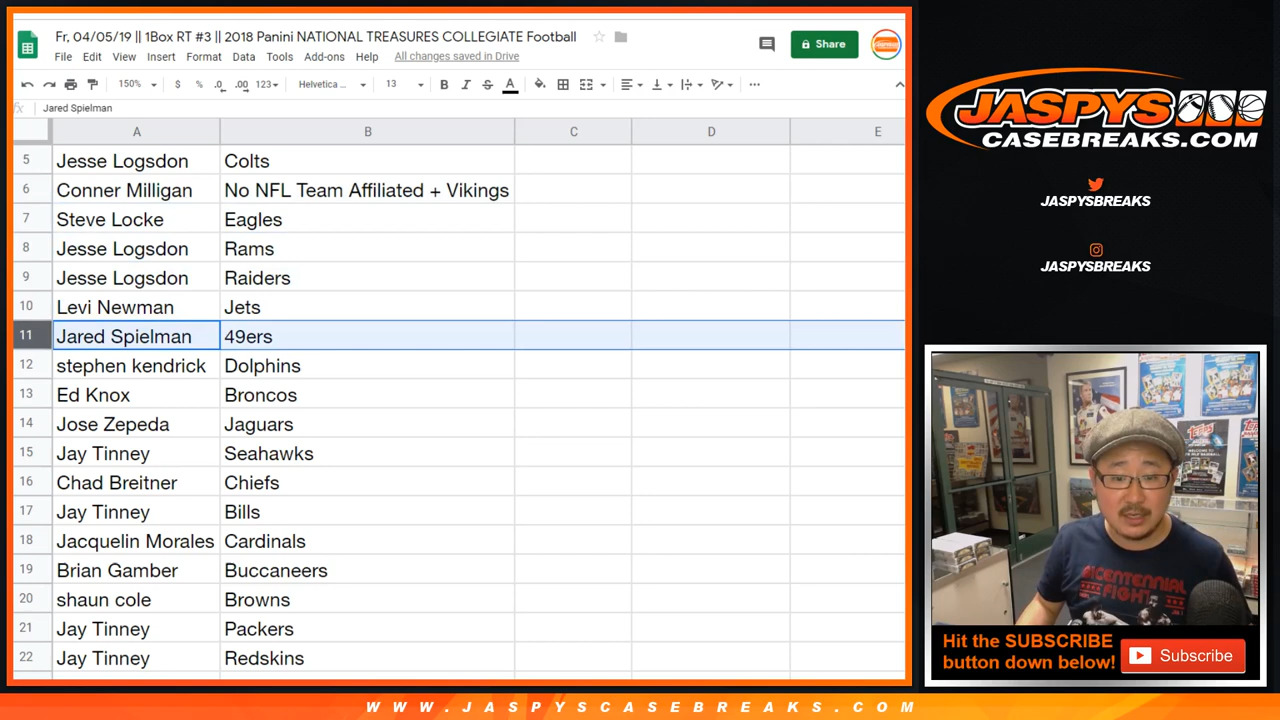 Fr, 04/05/19 || 1Box RT #3 || 2018 Panini NATIONAL TREASURES COLLEGIATE Football
File Edit View Insert Format Data Tools Add-ons Help All changes saved in Drive
Share
150% $ % .0 .00 123 Helvetica ... 13 B I S A
fx Jared Spielman
A B C D E
5 Jesse Logsdon Colts
6 Conner Milligan No NFL Team Affiliated + Vikings
7 Steve Locke Eagles
8 Jesse Logsdon Rams
9 Jesse Logsdon Raiders
10 Levi Newman Jets
11 Jared Spielman 49ers
12 stephen kendrick Dolphins
13 Ed Knox Broncos
14 Jose Zepeda Jaguars
15 Jay Tinney Seahawks
16 Chad Breitner Chiefs
17 Jay Tinney Bills
18 Jacquelin Morales Cardinals
19 Brian Gamber Buccaneers
20 shaun cole Browns
21 Jay Tinney Packers
22 Jay Tinney Redskins
JASPYS
CASEBREAKS.COM
JASPYSBREAKS
JASPYSBREAKS
BICENTENNIAL
FIGHT
Hit the SUBSCRIBE
button down below!
Subscribe
WWW.JASPYSCASEBREAKS.COM